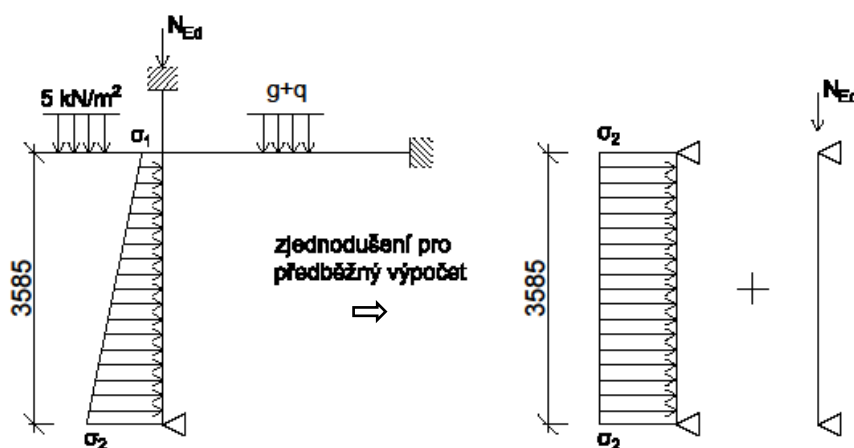 N_Ed
5 kN/m²
g+q
σ₁
3585
σ₂
zjednodušení pro
předběžný výpočet
N_Ed
σ₂
3585
σ₂